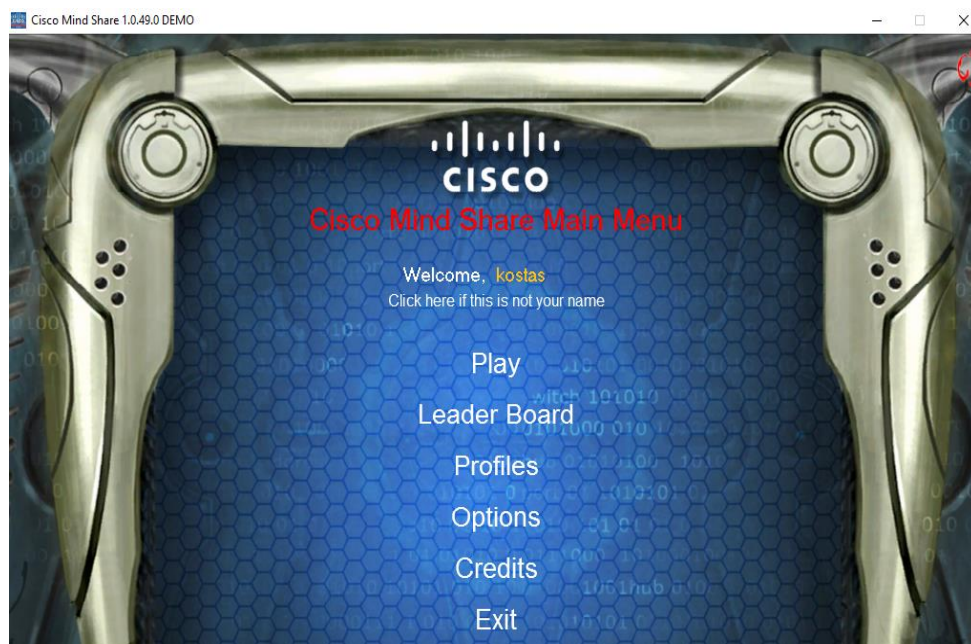 Cisco Mind Share 1.0.49.0 DEMO
CISCO
Cisco Mind Share Main Menu
Welcome, kostas
Click here if this is not your name
Play
Leader Board
Profiles
Options
Credits
Exit